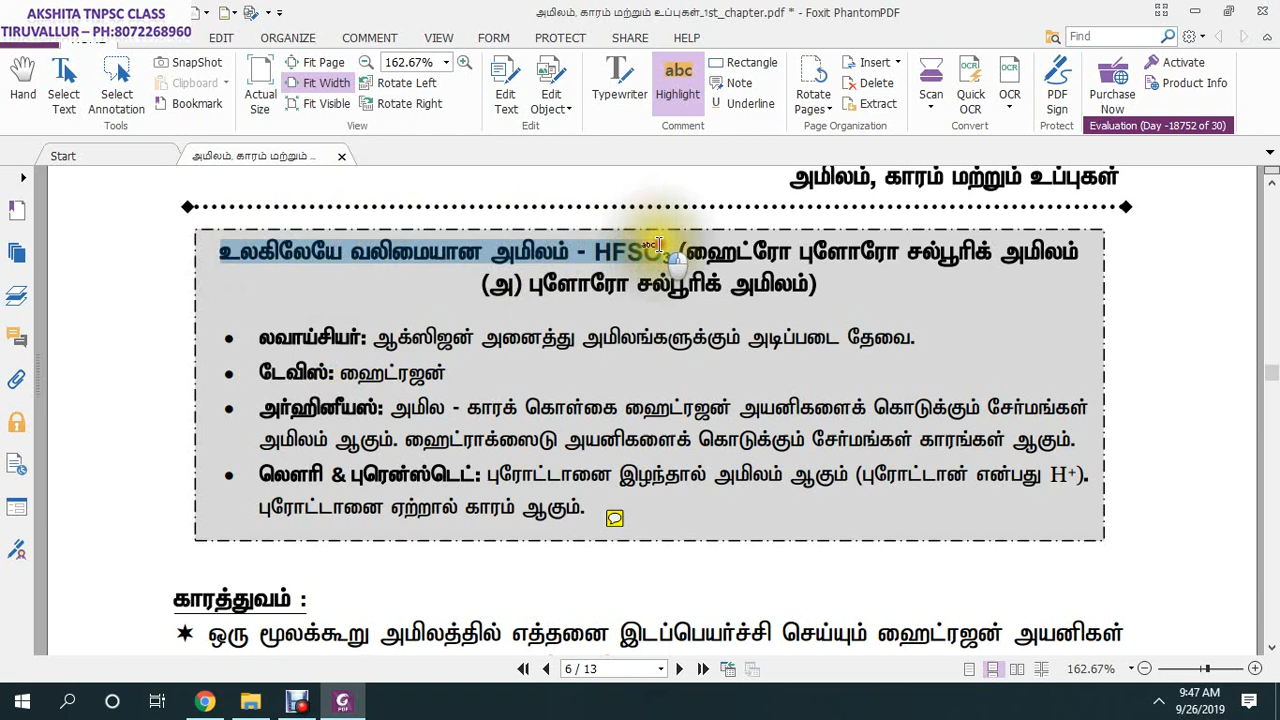 AKSHITA TNPSC CLASS
TIRUVALLUR – PH:8072268960
அமிலம், காரம் மற்றும் உப்புகள்_1st_chapter.pdf * - Foxit PhantomPDF
EDIT ORGANIZE COMMENT VIEW FORM PROTECT SHARE HELP
Find
SnapShot Fit Page 162.67% Rectangle Insert Activate
Clipboard Fit Width Rotate Left Note Delete Product Info
Bookmark Fit Visible Rotate Right Underline Extract
Hand Select Text Select Annotation Actual Size Edit Text Edit Object Typewriter Highlight Rotate Pages Scan Quick OCR OCR PDF Sign Purchase Now
Tools View Edit Comment Page Organization Convert Protect Evaluation (Day -18752 of 30)
Start அமிலம், காரம் மற்றும் ...
அமிலம், காரம் மற்றும் உப்புகள்
உலகிலேயே வலிமையான அமிலம் - HFSO₃ (ஹைட்ரோ புளோரோ சல்பூரிக் அமிலம்
(அ) புளோரோ சல்பூரிக் அமிலம்)
• லவாய்சியர்: ஆக்ஸிஜன் அனைத்து அமிலங்களுக்கும் அடிப்படை தேவை.
• டேவிஸ்: ஹைட்ரஜன்
• அர்ஹினீயஸ்: அமில - காரக் கொள்கை ஹைட்ரஜன் அயனிகளைக் கொடுக்கும் சேர்மங்கள்
அமிலம் ஆகும். ஹைட்ராக்ஸைடு அயனிகளைக் கொடுக்கும் சேர்மங்கள் காரங்கள் ஆகும்.
• லௌரி & புரென்ஸ்டெட்: புரோட்டானை இழந்தால் அமிலம் ஆகும் (புரோட்டான் என்பது H⁺).
புரோட்டானை ஏற்றால் காரம் ஆகும்.
காரத்துவம் :
✶ ஒரு மூலக்கூறு அமிலத்தில் எத்தனை இடப்பெயர்ச்சி செய்யும் ஹைட்ரஜன் அயனிகள்
6 / 13
162.67%
9:47 AM
9/26/2019